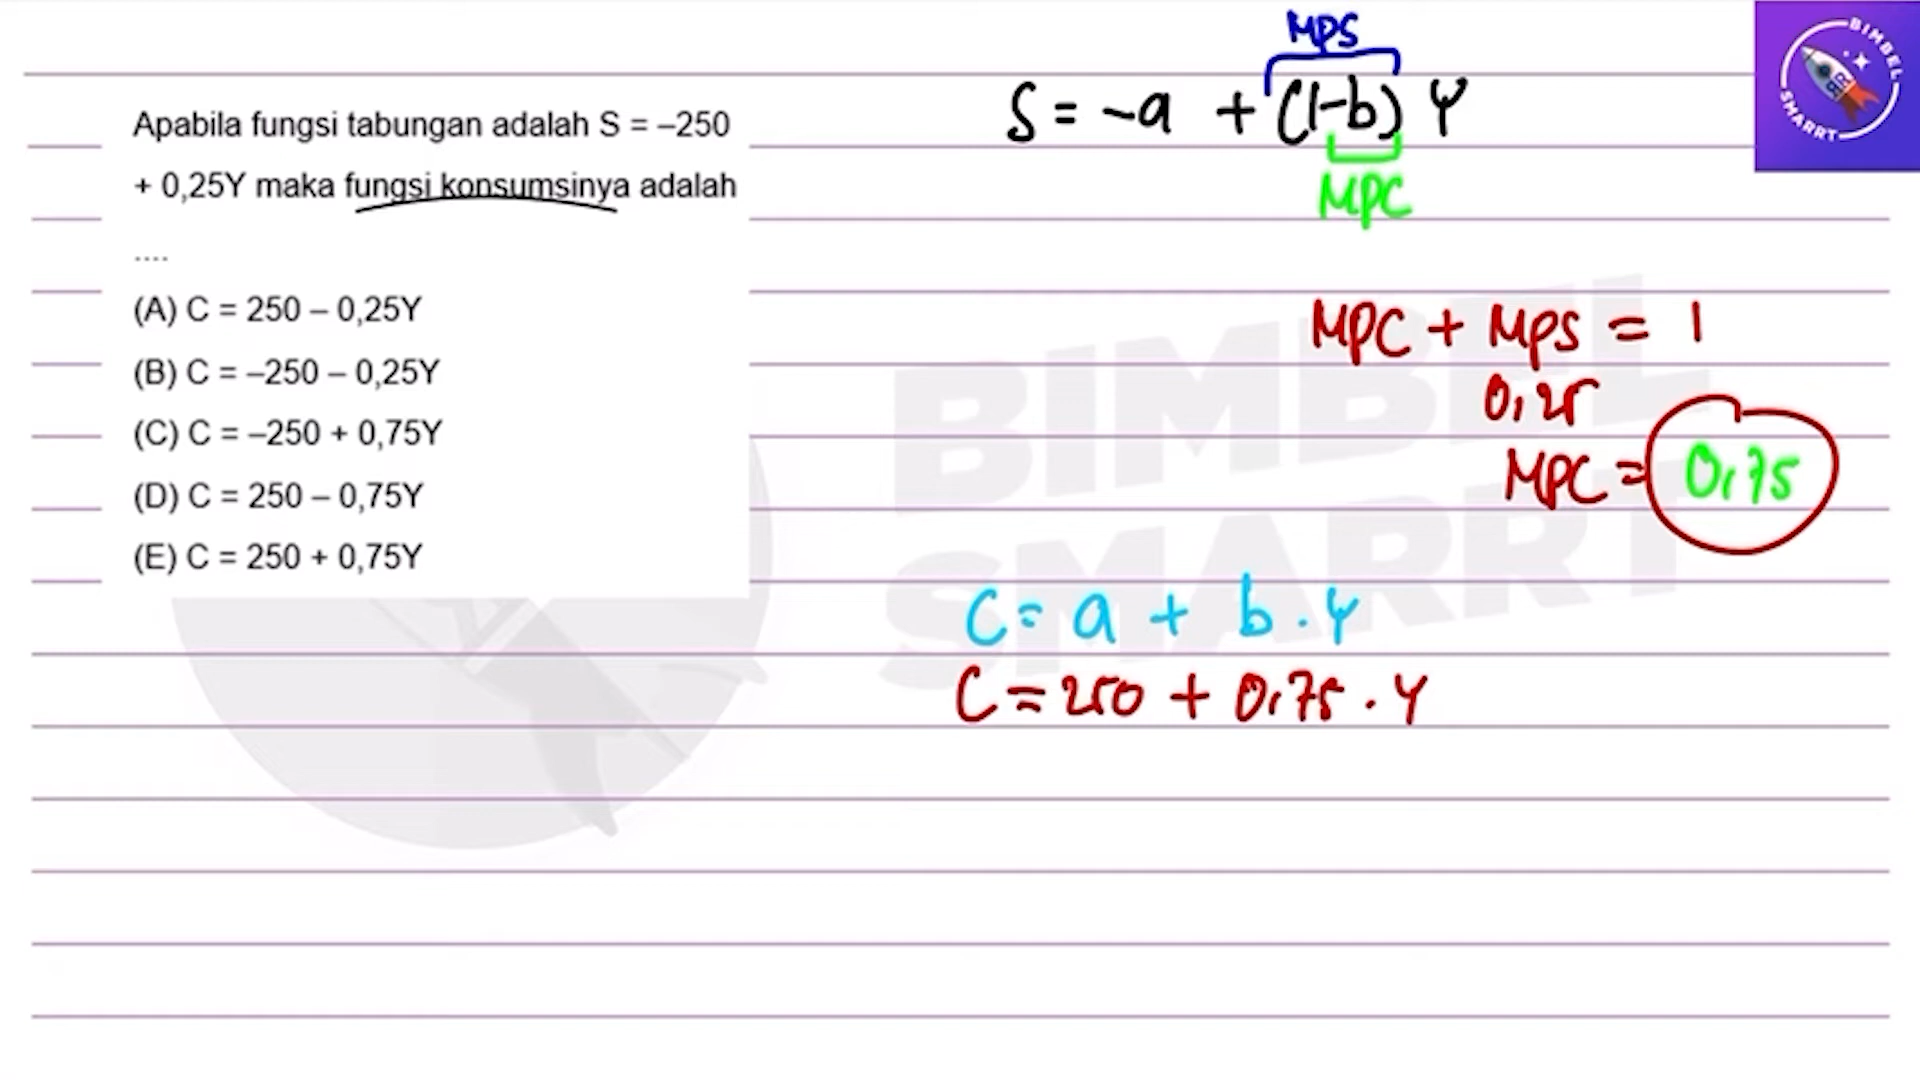 Apabila fungsi tabungan adalah S = –250
+ 0,25Y maka fungsi konsumsinya adalah
....
(A) C = 250 – 0,25Y
(B) C = –250 – 0,25Y
(C) C = –250 + 0,75Y
(D) C = 250 – 0,75Y
(E) C = 250 + 0,75Y
MPS
S = -a + (1-b) Y
MPC
MPC + MPS = 1
0,25
MPC = 0,75
C = a + b . Y
C = 250 + 0,75 . Y
BIMBEL
SMARRT
BIMBEL
SMARRT